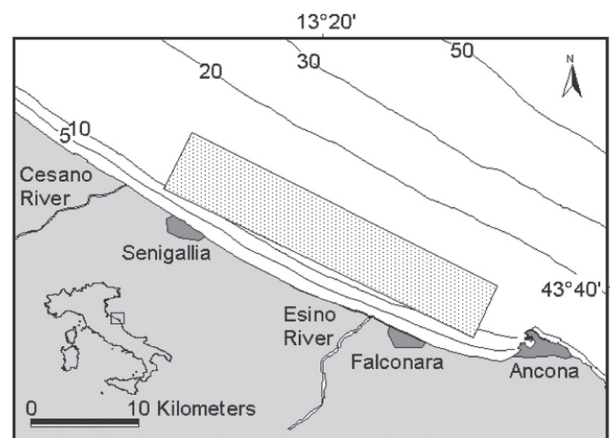 13°20'
50
30
20
10
5
N
Cesano
River
Senigallia
43°40'
Esino
River
Falconara
Ancona
0 10 Kilometers